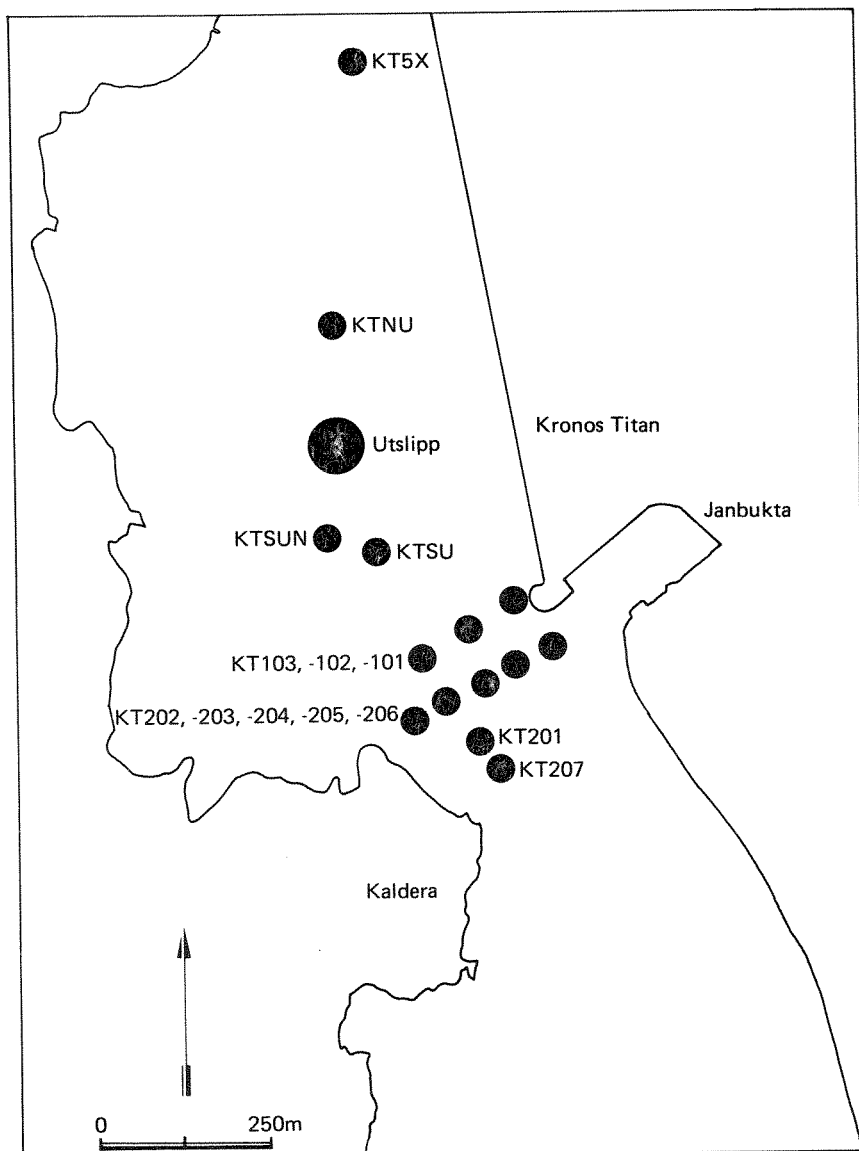 KT5X
KTNU
Kronos Titan
Utslipp
Janbukta
KTSUN
KTSU
KT103, -102, -101
KT202, -203, -204, -205, -206
KT201
KT207
Kaldera
0 250m